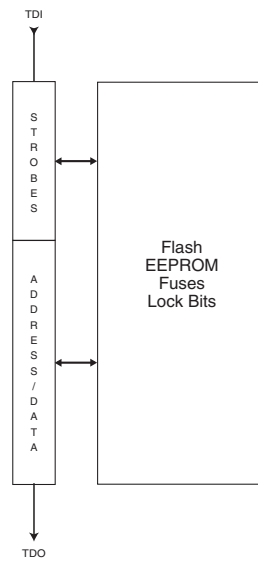 TDI
STROBES
ADDRESS/DATA
Flash
EEPROM
Fuses
Lock Bits
TDO